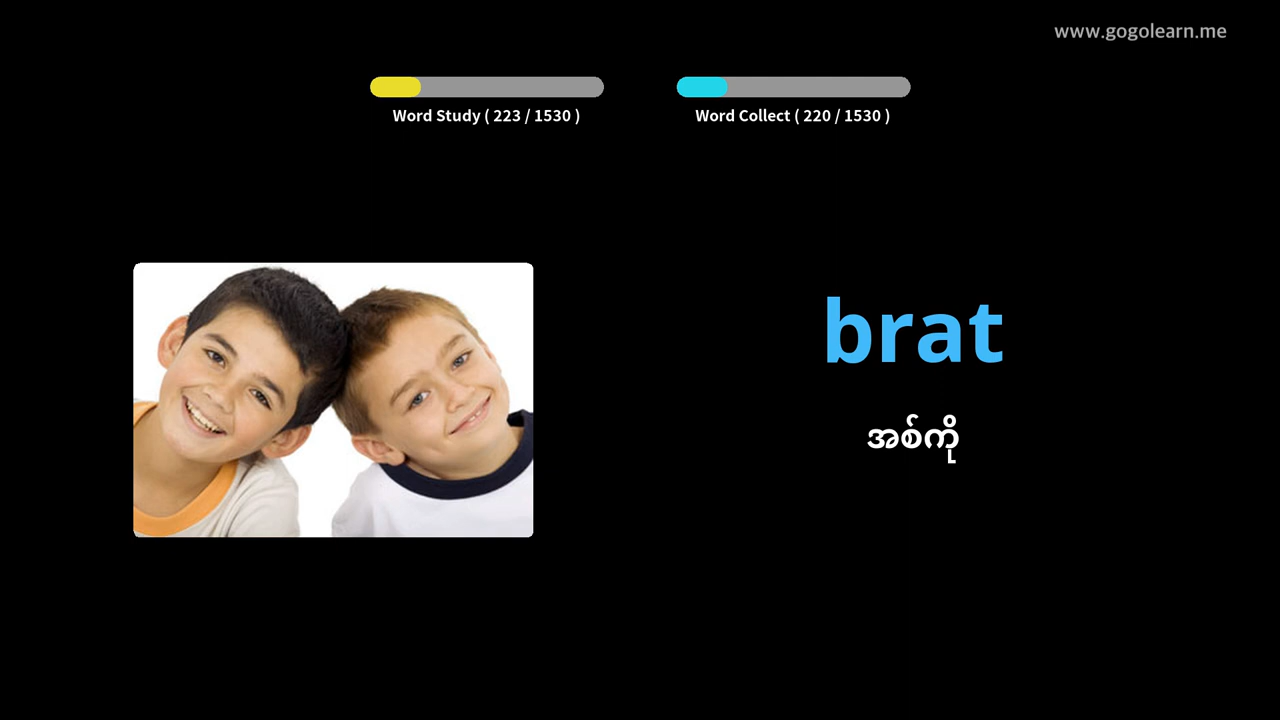 www.gogolearn.me
Word Study ( 223 / 1530 )
Word Collect ( 220 / 1530 )
brat
အစ်ကို